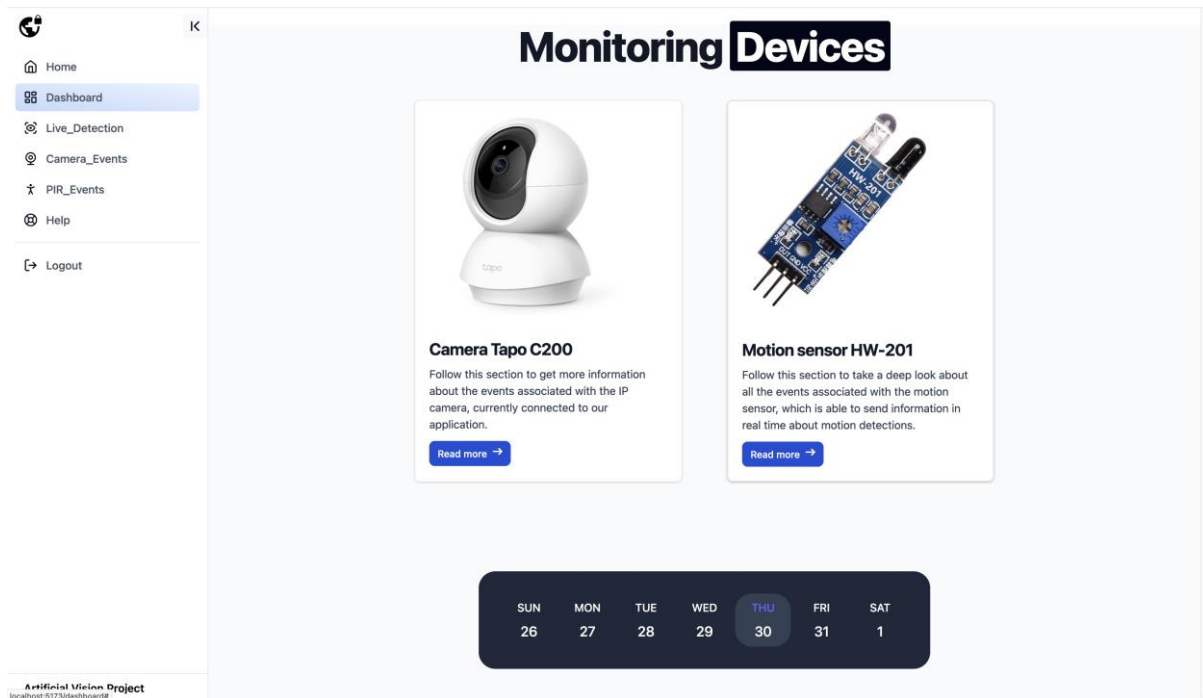 Home
Dashboard
Live_Detection
Camera_Events
PIR_Events
Help
Logout
Artificial Vision Project
localhost:5173/dashboard#
Monitoring Devices
tapo
Camera Tapo C200
Follow this section to get more information
about the events associated with the IP
camera, currently connected to our
application.
Read more →
HW-201
OUT GND VCC
Motion sensor HW-201
Follow this section to take a deep look about
all the events associated with the motion
sensor, which is able to send information in
real time about motion detections.
Read more →
SUN MON TUE WED THU FRI SAT
26 27 28 29 30 31 1